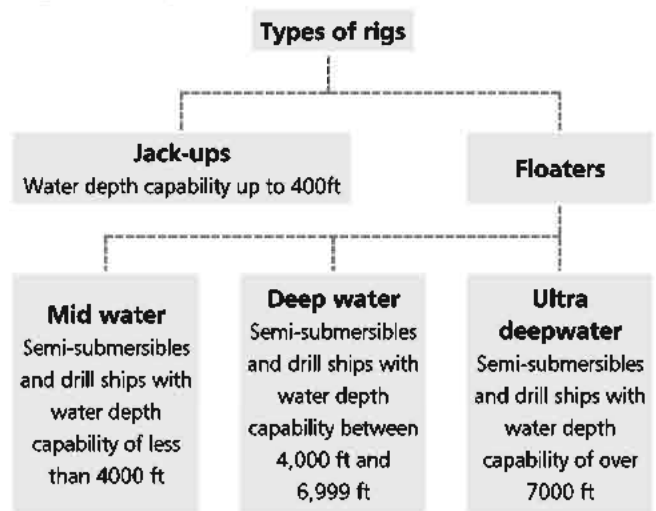 Types of rigs
Jack-ups
Water depth capability up to 400ft
Floaters
Mid water
Semi-submersibles
and drill ships with
water depth
capability of less
than 4000 ft
Deep water
Semi-submersibles
and drill ships with
water depth
capability between
4,000 ft and
6,999 ft
Ultra
deepwater
Semi-submersibles
and drill ships with
water depth
capability of over
7000 ft